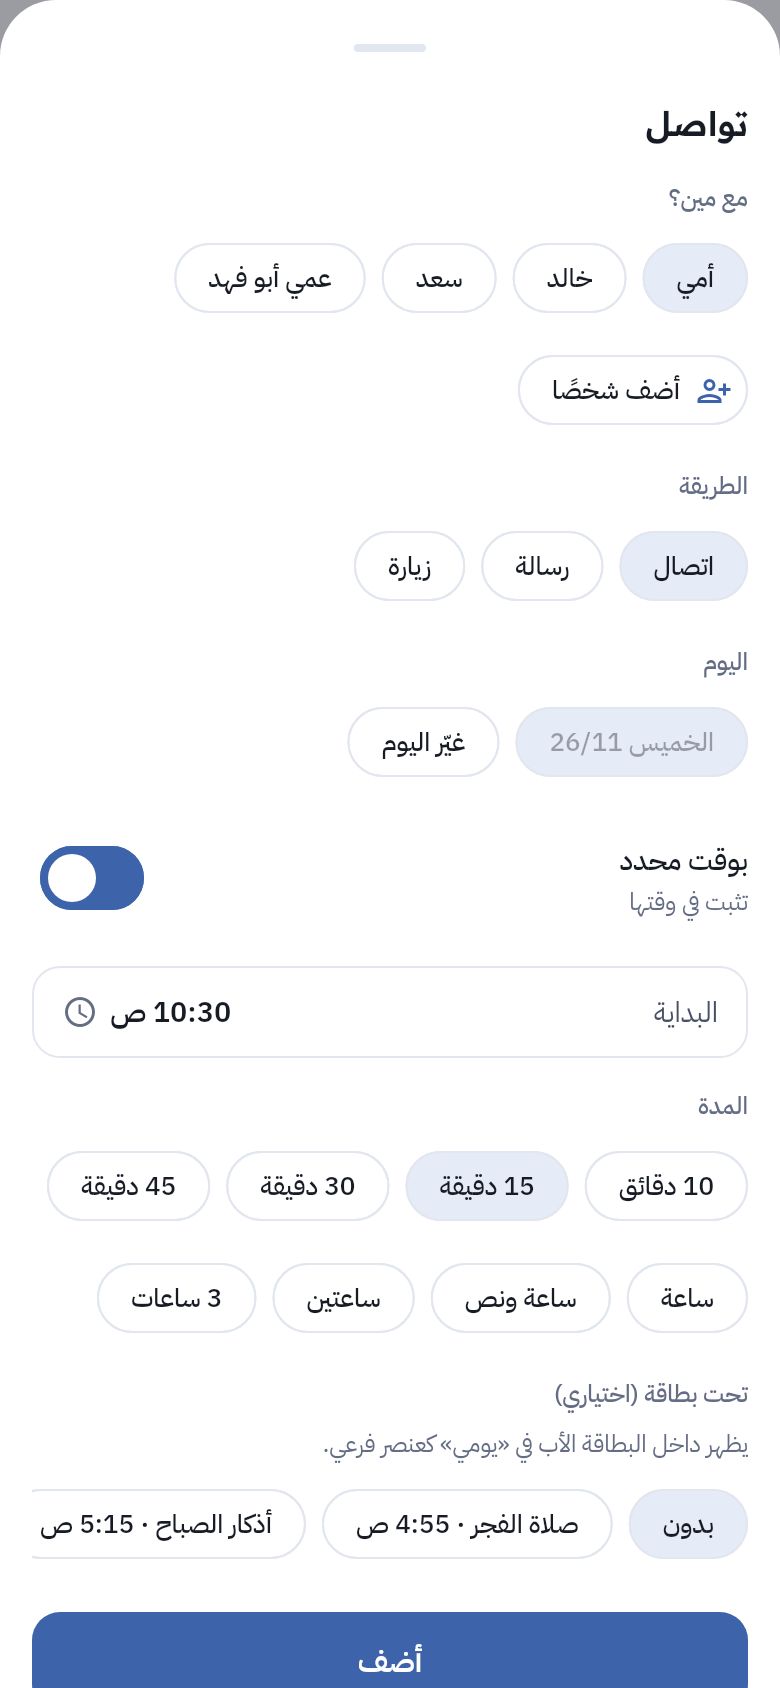 تواصل
مع مين؟
أمي خالد سعد عمي أبو فهد
أضف شخصًا
الطريقة
اتصال رسالة زيارة
اليوم
الخميس 26/11 غيّر اليوم
بوقت محدد
تثبت في وقتها
البداية 10:30 ص
المدة
10 دقائق 15 دقيقة 30 دقيقة 45 دقيقة
ساعة ساعة ونص ساعتين 3 ساعات
تحت بطاقة (اختياري)
يظهر داخل البطاقة الأب في «يومي» كعنصر فرعي.
بدون صلاة الفجر · 4:55 ص أذكار الصباح · 5:15 ص
أضف